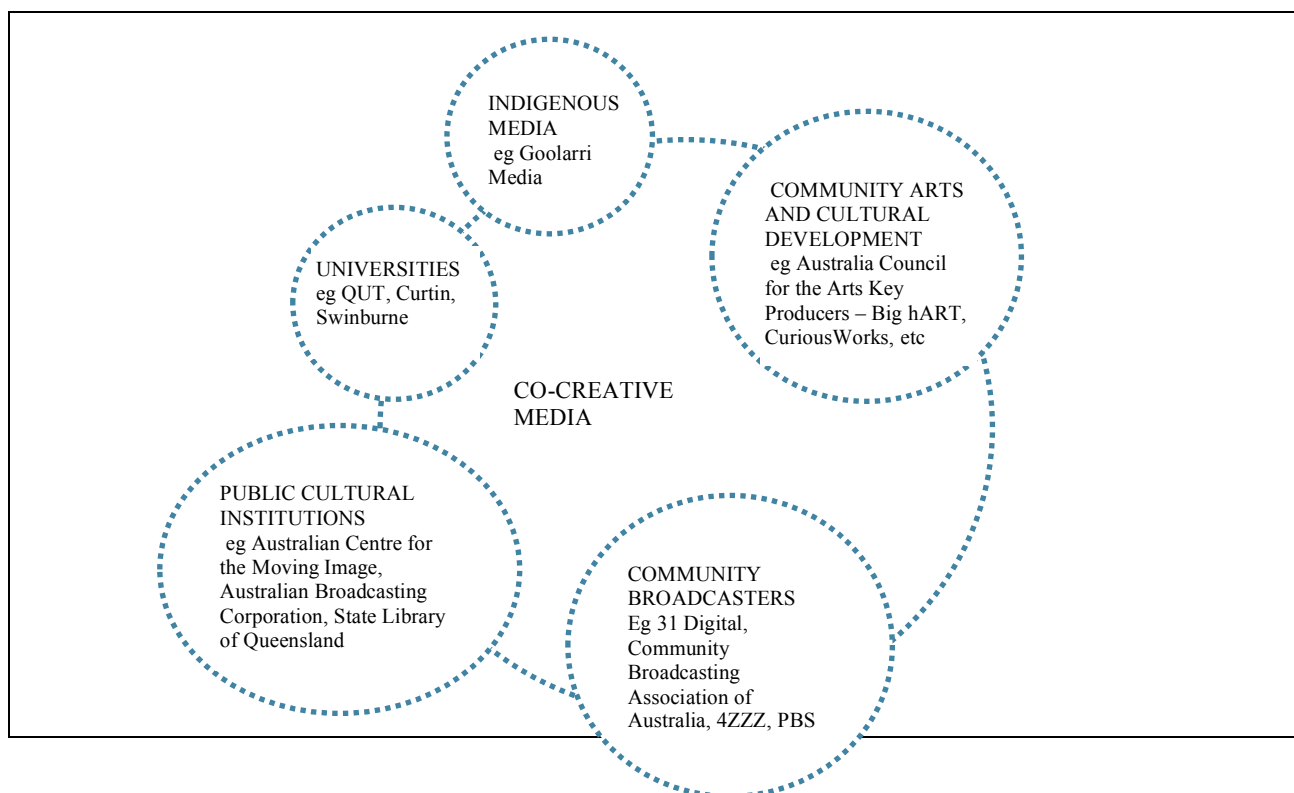 INDIGENOUS
MEDIA
eg Goolarri
Media
COMMUNITY ARTS
AND CULTURAL
DEVELOPMENT
eg Australia Council
for the Arts Key
Producers – Big hART,
CuriousWorks, etc
UNIVERSITIES
eg QUT, Curtin,
Swinburne
CO-CREATIVE
MEDIA
PUBLIC CULTURAL
INSTITUTIONS
eg Australian Centre for
the Moving Image,
Australian Broadcasting
Corporation, State Library
of Queensland
COMMUNITY
BROADCASTERS
Eg 31 Digital,
Community
Broadcasting
Association of
Australia, 4ZZZ, PBS